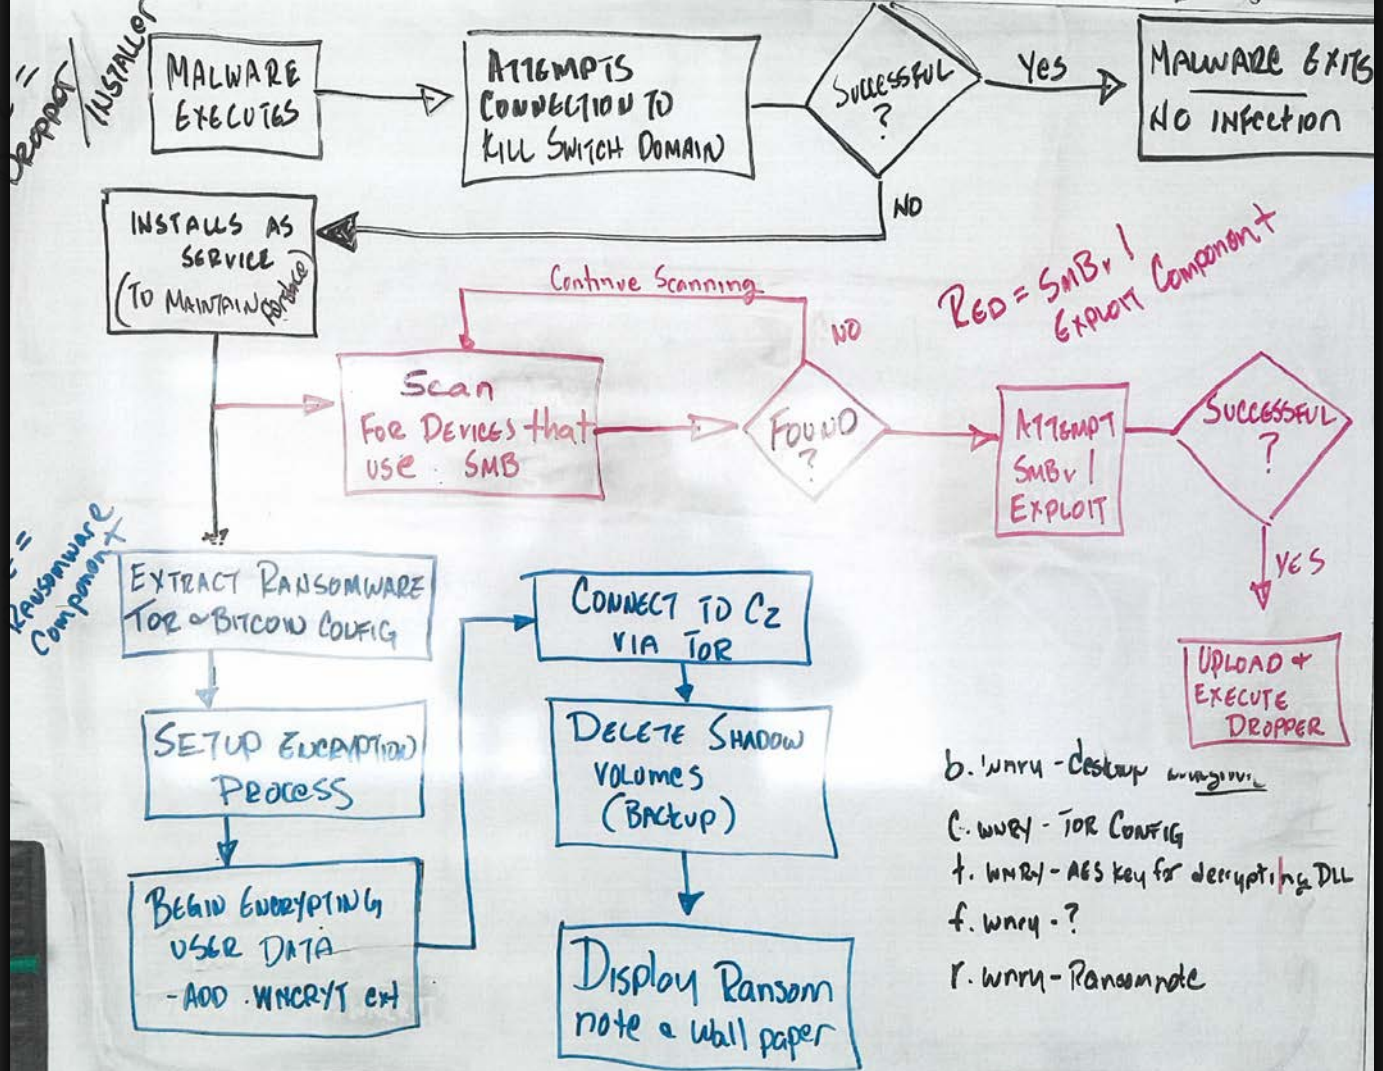 DROPPER/INSTALLER
MALWARE
EXECUTES
ATTEMPTS
CONNECTION TO
KILL SWITCH DOMAIN
SUCCESSFUL
?
Yes
MALWARE EXITS
NO INFECTION
NO
INSTALLS AS
SERVICE
(TO MAINTAIN
Continue Scanning
NO
RED = SMBv1
EXPLOIT Component
Scan
FOR DEVICES that
use SMB
FOUND
?
ATTEMPT
SMBv1
EXPLOIT
SUCCESSFUL
?
YES
UPLOAD +
EXECUTE
DROPPER
=
Ransomware
Component
EXTRACT RANSOMWARE
TOR & BITCOIN CONFIG
SETUP ENCRYPTION
PROCESS
BEGIN ENCRYPTING
USER DATA
- ADD .WNCRYT ext
CONNECT TO C2
VIA TOR
DELETE SHADOW
VOLUMES
(BACKUP)
Display Ransom
note & Wall paper
b.wnry - desktop
C.wnry - TOR CONFIG
t.wnry - AES Key for decrypting DLL
f.wnry - ?
r.wnry - Ransomnote